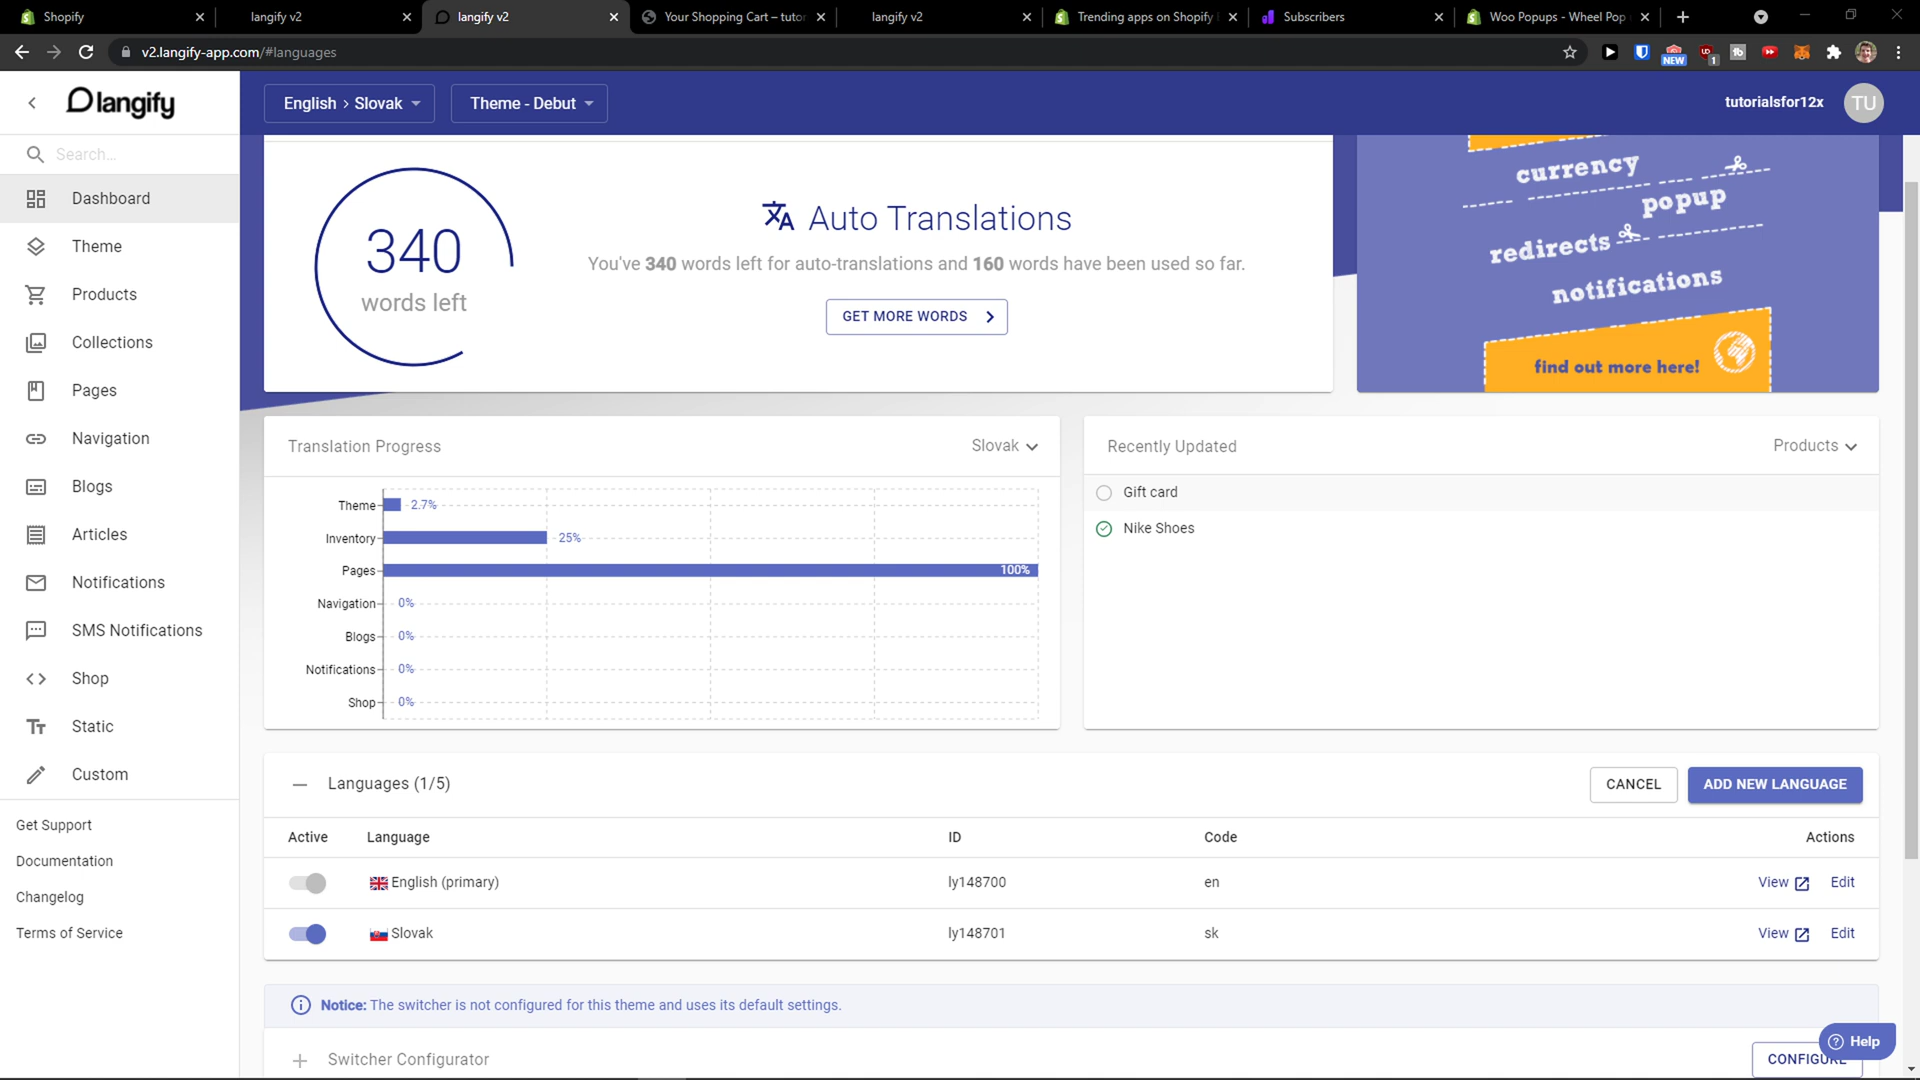 Shopify
langify v2
langify v2
Your Shopping Cart – tutor
langify v2
Trending apps on Shopify
Subscribers
Woo Popups - Wheel Pop
v2.langify-app.com/#languages
NEW
1
langify
English > Slovak
Theme - Debut
tutorialsfor12x
TU
Search...
Dashboard
Theme
Products
Collections
Pages
Navigation
Blogs
Articles
Notifications
SMS Notifications
Shop
Static
Custom
Get Support
Documentation
Changelog
Terms of Service
340
words left
Auto Translations
You've 340 words left for auto-translations and 160 words have been used so far.
GET MORE WORDS
currency
popup
redirects
notifications
find out more here!
Translation Progress
Slovak
Theme 2.7%
Inventory 25%
Pages 100%
Navigation 0%
Blogs 0%
Notifications 0%
Shop 0%
Recently Updated
Products
Gift card
Nike Shoes
Languages (1/5)
CANCEL
ADD NEW LANGUAGE
Active Language ID Code Actions
English (primary) ly148700 en View Edit
Slovak ly148701 sk View Edit
Notice: The switcher is not configured for this theme and uses its default settings.
Switcher Configurator
CONFIGURE
Help